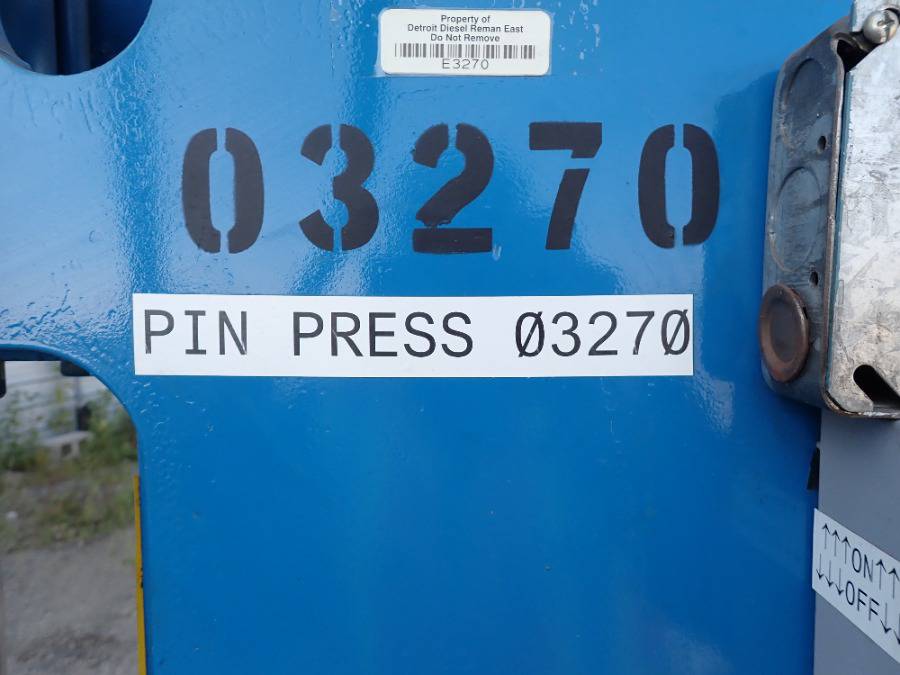 Property of
Detroit Diesel Reman East
Do Not Remove
E3270
03270
PIN PRESS Ø327Ø
↑↑↑ON↑↑
↓↓↓OFF↓↓